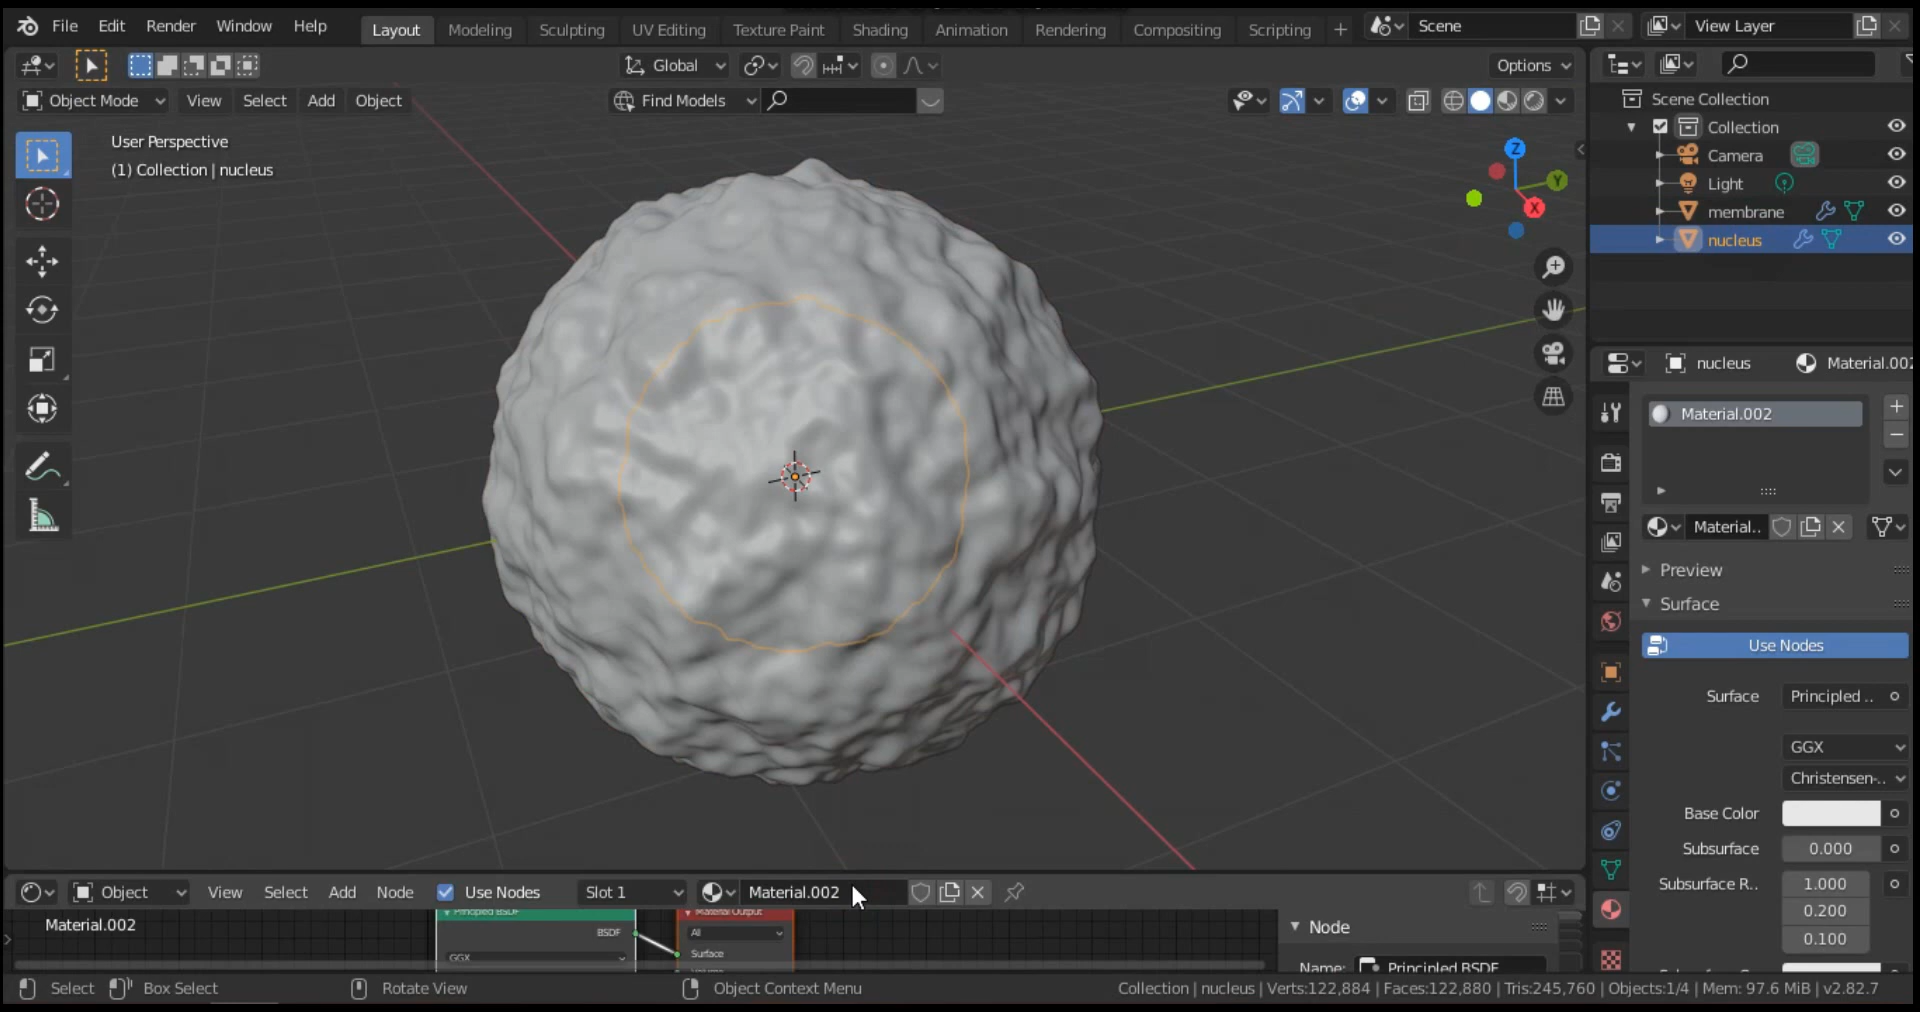 File Edit Render Window Help Layout Modeling Sculpting UV Editing Texture Paint Shading Animation Rendering Compositing Scripting + Scene View Layer
Global Options
Object Mode View Select Add Object Find Models
User Perspective
(1) Collection | nucleus
Z
Y
X
Scene Collection
Collection
Camera
Light
membrane
nucleus
nucleus Material.002
Material.002
Material..
Preview
Surface
Use Nodes
Surface Principled ..
GGX
Christensen-..
Base Color
Subsurface 0.000
Subsurface R.. 1.000
0.200
0.100
Object View Select Add Node Use Nodes Slot 1 Material.002
Material.002
Principled BSDF
BSDF
GGX
Material Output
All
Surface
Node
Name: Principled BSDF
Select Box Select Rotate View Object Context Menu Collection | nucleus | Verts:122,884 | Faces:122,880 | Tris:245,760 | Objects:1/4 | Mem: 97.6 MiB | v2.82.7